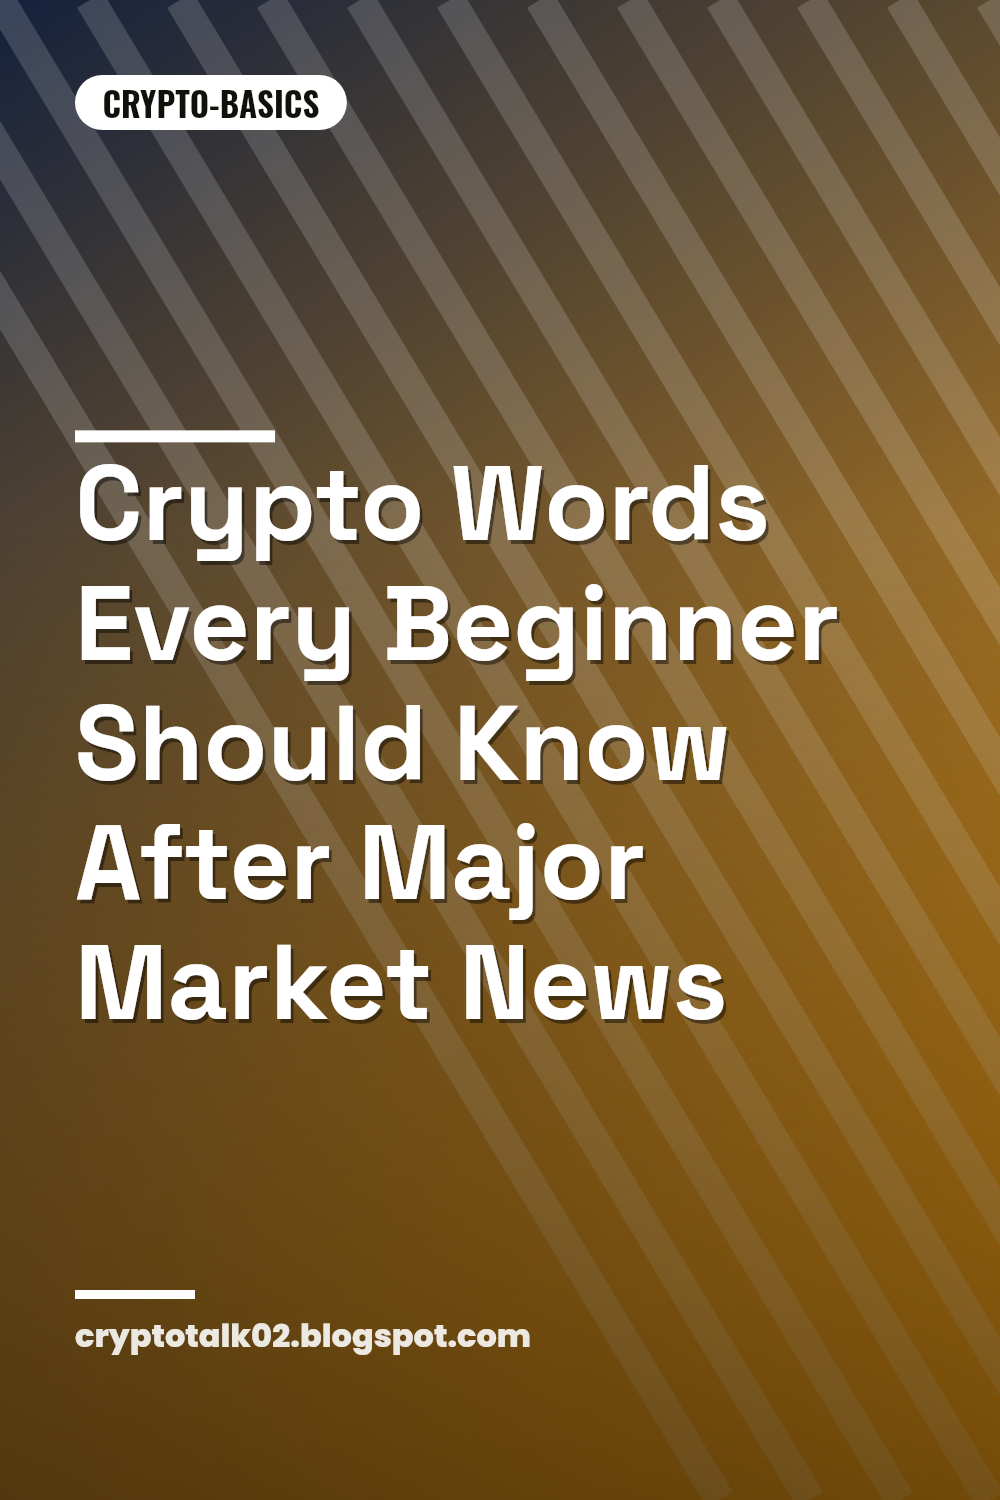 CRYPTO-BASICS
Crypto Words
Every Beginner
Should Know
After Major
Market News
cryptotalk02.blogspot.com